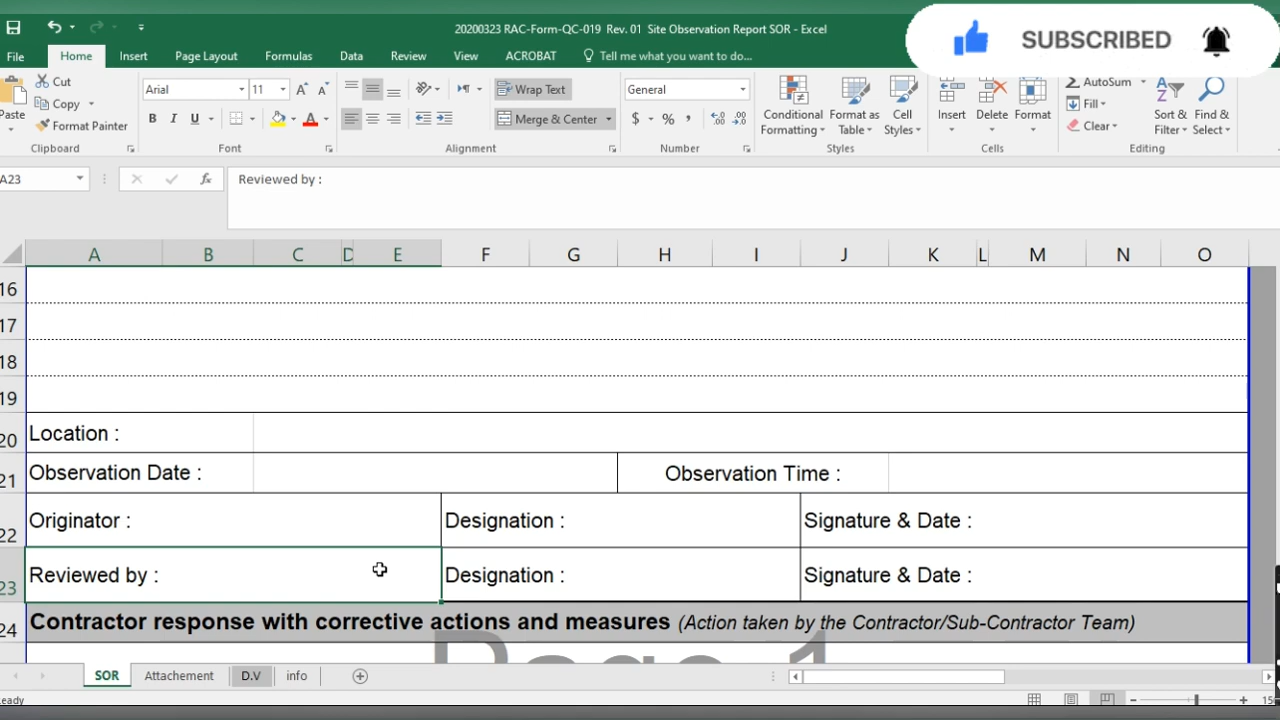 20200323 RAC-Form-QC-019 Rev. 01 Site Observation Report SOR - Excel
SUBSCRIBED
File Home Insert Page Layout Formulas Data Review View ACROBAT Tell me what you want to do...
Cut
Copy
Paste
Format Painter
Clipboard
Arial 11
B I U
Font
Wrap Text
Merge & Center
Alignment
General
$ % ,
Number
Conditional Formatting
Format as Table
Cell Styles
Styles
Insert
Delete
Format
Cells
AutoSum
Fill
Clear
Sort & Filter
Find & Select
Editing
A23 fx Reviewed by :
A B C D E F G H I J K L M N O
16
17
18
19
20 Location :
21 Observation Date : Observation Time :
22 Originator : Designation : Signature & Date :
23 Reviewed by : Designation : Signature & Date :
24 Contractor response with corrective actions and measures (Action taken by the Contractor/Sub-Contractor Team)
Page 1
SOR Attachement D.V info